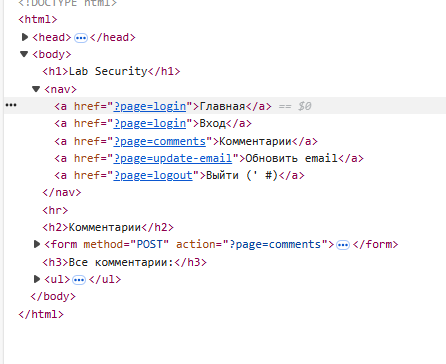 <!DOCTYPE html>
<html>
<head> ••• </head>
<body>
<h1>Lab Security</h1>
<nav>
<a href="?page=login">Главная</a> == $0
<a href="?page=login">Вход</a>
<a href="?page=comments">Комментарии</a>
<a href="?page=update-email">Обновить email</a>
<a href="?page=logout">Выйти (' #)</a>
</nav>
<hr>
<h2>Комментарии</h2>
<form method="POST" action="?page=comments"> ••• </form>
<h3>Все комментарии:</h3>
<ul> ••• </ul>
</body>
</html>